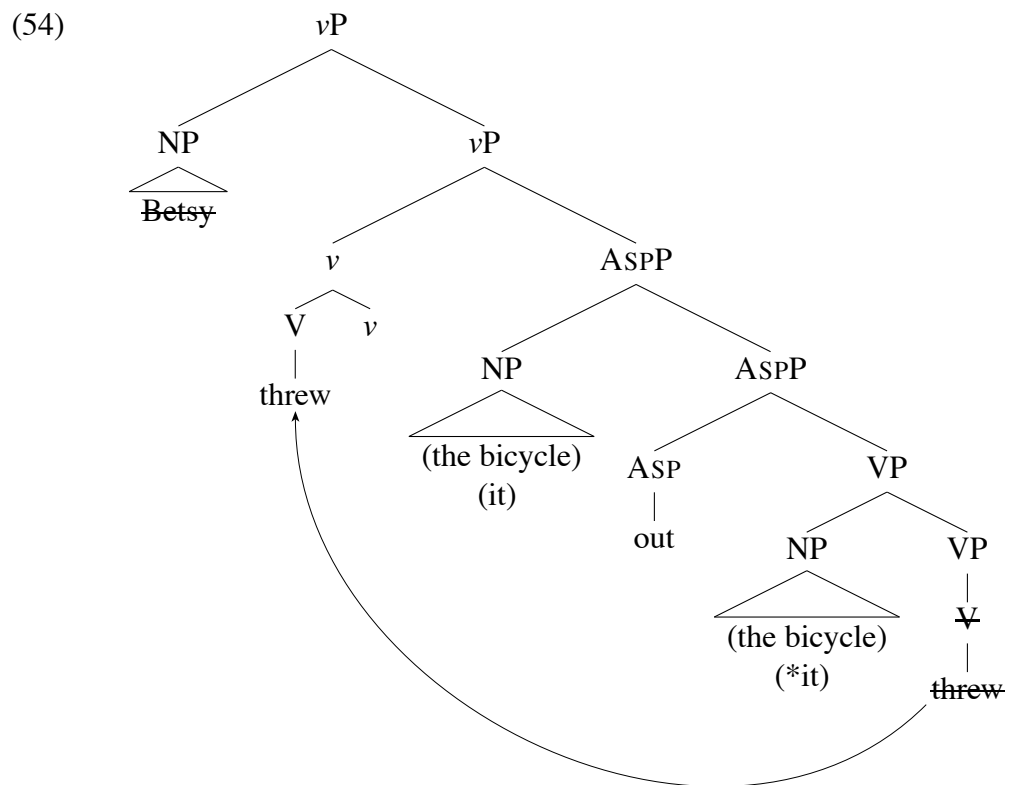 (54) vP
NP vP
Betsy
v AspP
V v NP AspP
threw
(the bicycle) Asp VP
(it)
out NP VP
(the bicycle) V
(*it)
threw